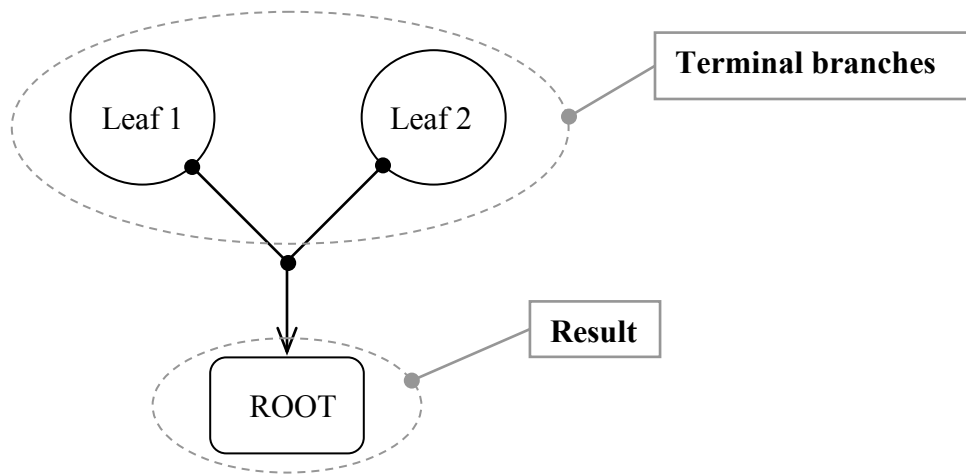 Terminal branches
Leaf 1
Leaf 2
Result
ROOT